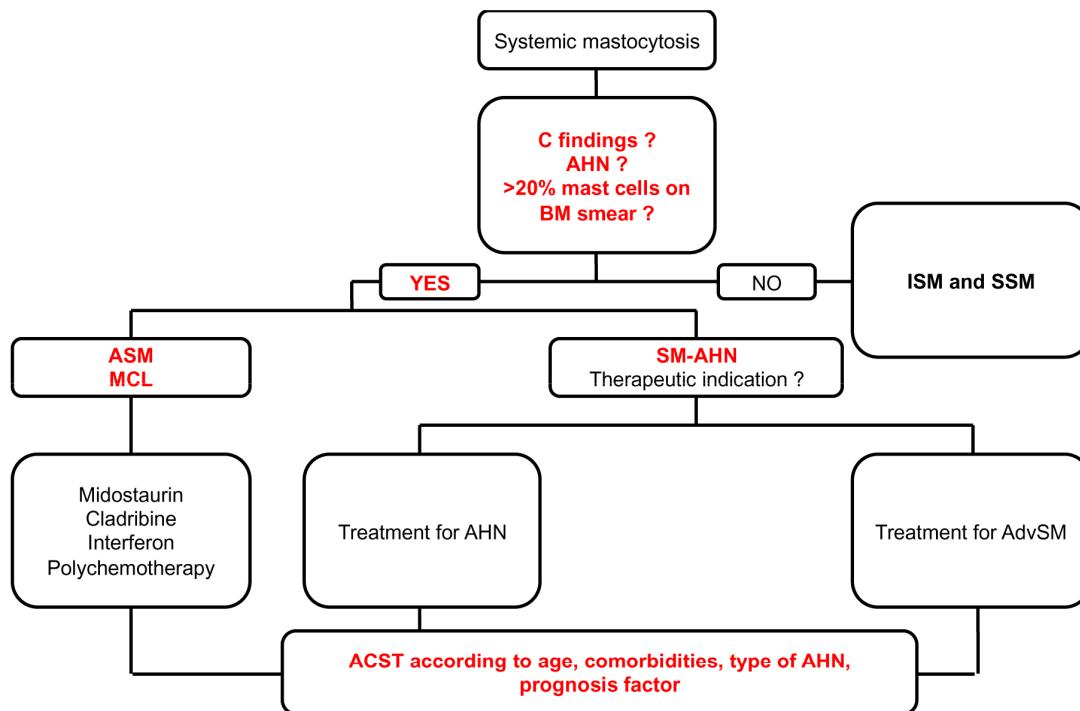 Systemic mastocytosis
C findings ?
AHN ?
>20% mast cells on
BM smear ?
YES
NO
ISM and SSM
ASM
MCL
SM-AHN
Therapeutic indication ?
Midostaurin
Cladribine
Interferon
Polychemotherapy
Treatment for AHN
Treatment for AdvSM
ACST according to age, comorbidities, type of AHN,
prognosis factor